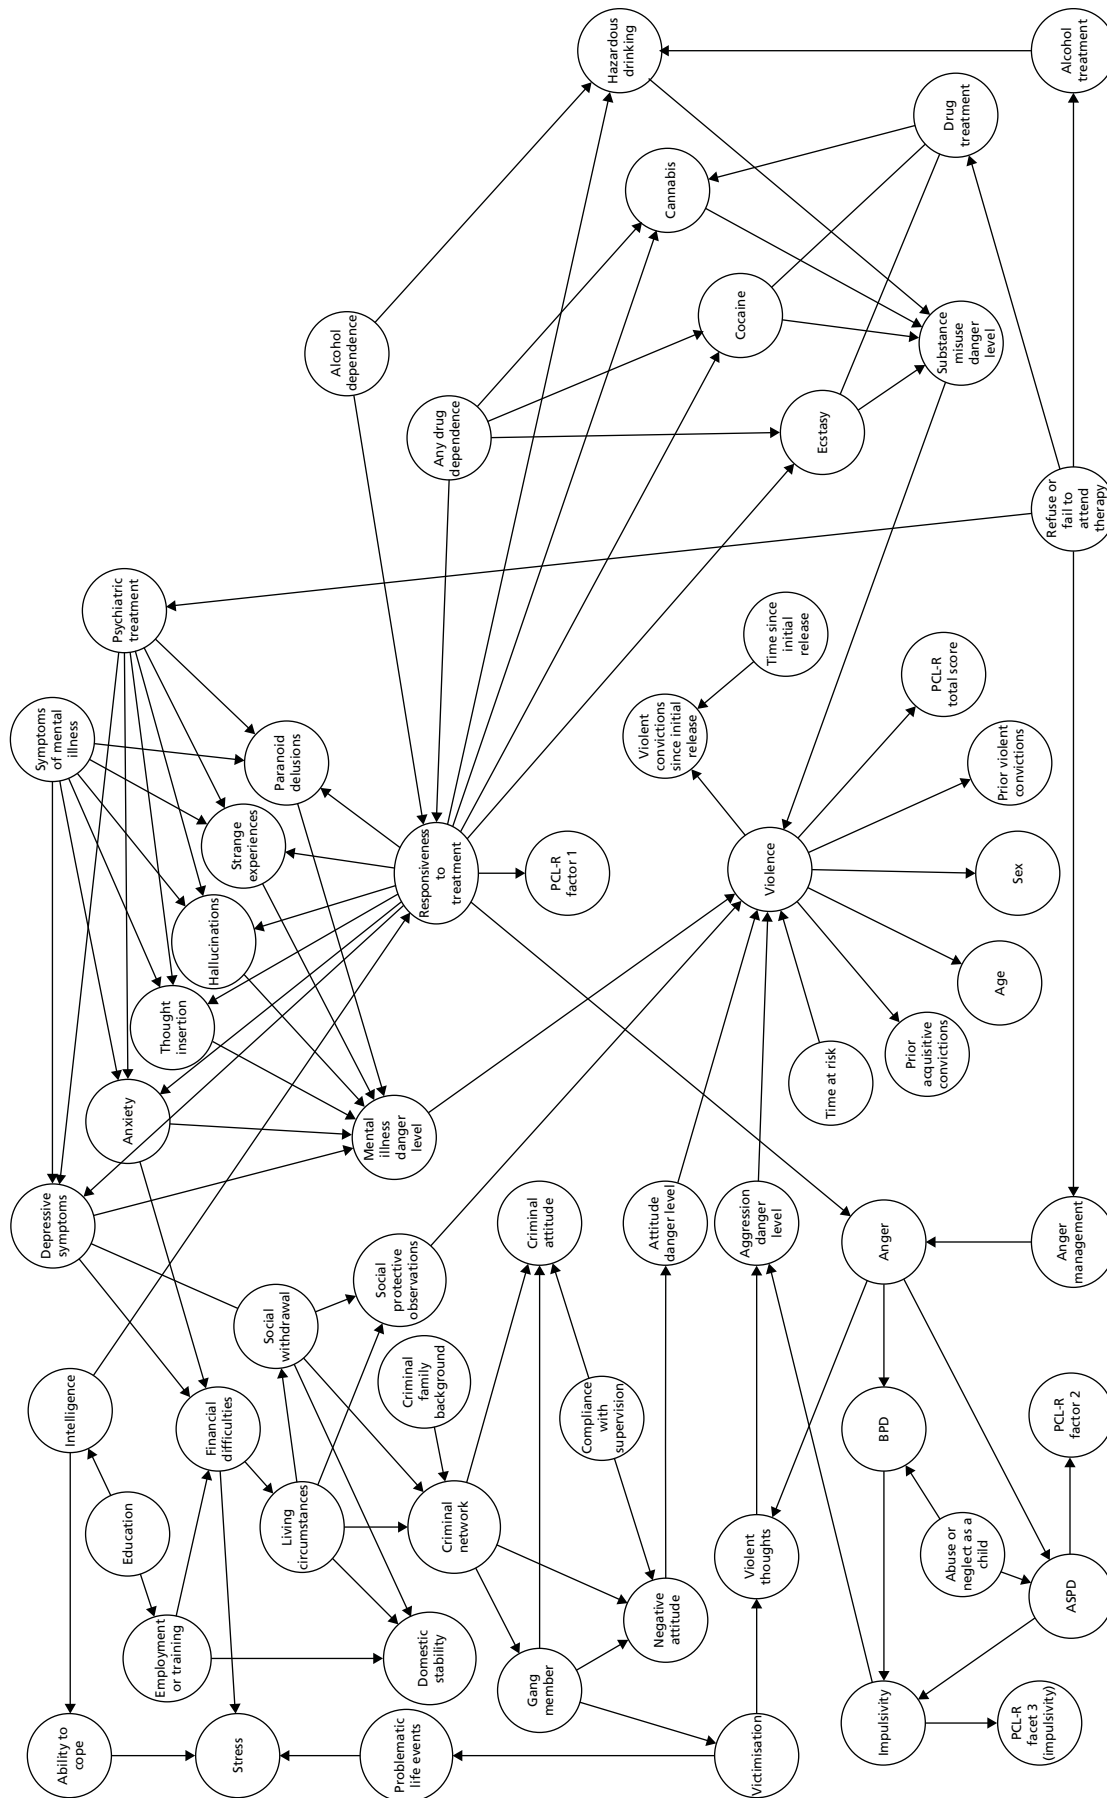 Ability to
cope
Stress
Problematic
life events
Victimisation
Impulsivity
PCL-R
facet 3
(impulsivity)
Employment
or training
Domestic
stability
Gang
member
Negative
attitude
Education
Living
circumstances
Criminal
network
Violent
thoughts
Abuse or
neglect as a
child
ASPD
Intelligence
Financial
difficulties
Social
withdrawal
Criminal
family
background
Compliance
with
supervision
BPD
PCL-R
factor 2
Depressive
symptoms
Social
protective
observations
Criminal
attitude
Attitude
danger level
Aggression
danger
level
Anger
Anger
management
Anxiety
Mental
illness
danger
level
Thought
insertion
Time at risk
Prior
acquisitive
convictions
Hallucinations
Age
Strange
experiences
Responsiveness
to
treatment
PCL-R
factor 1
Violence
Sex
Symptoms
of mental
illness
Paranoid
delusions
Violent
convictions
since initial
release
Prior violent
convictions
Psychiatric
treatment
Time since
initial
release
PCL-R
total score
Refuse or
fail to
attend
therapy
Any drug
dependence
Ecstasy
Alcohol
dependence
Cocaine
Substance
misuse
danger
level
Cannabis
Drug
treatment
Hazardous
drinking
Alcohol
treatment